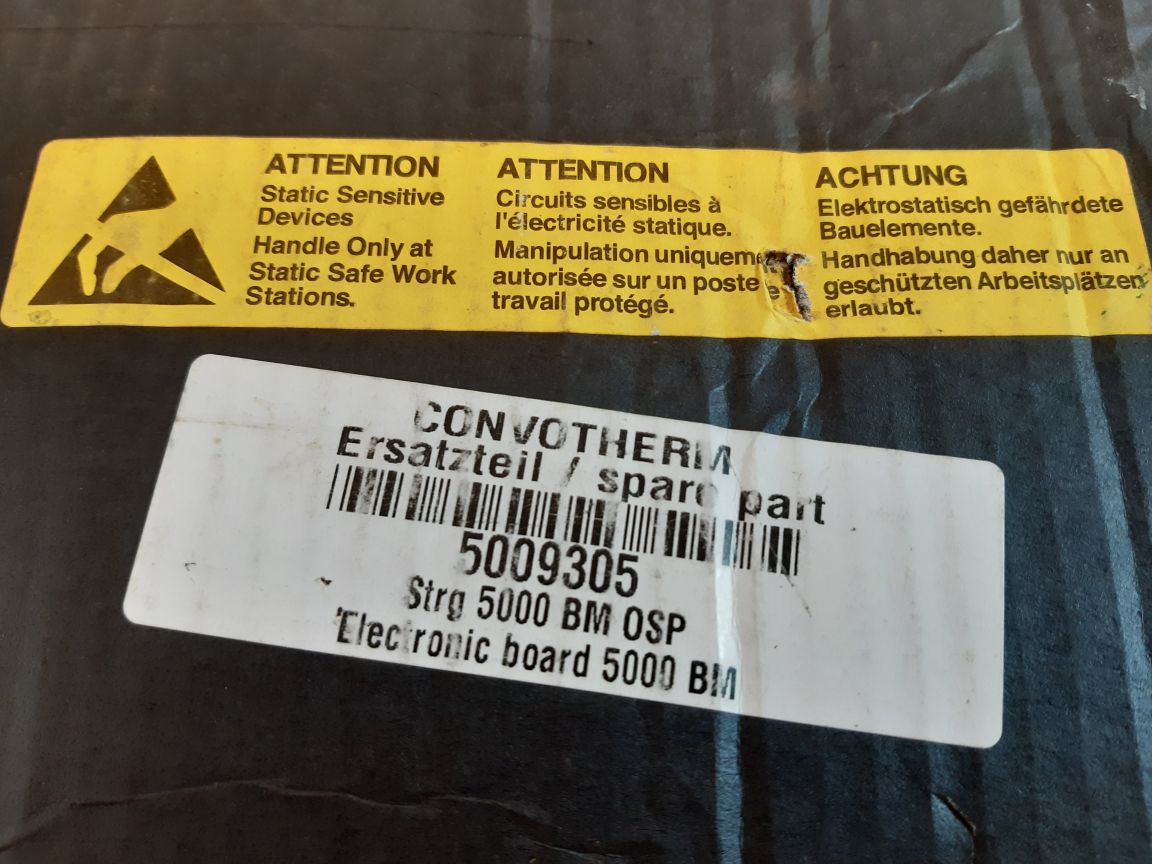 ATTENTION
Static Sensitive
Devices
Handle Only at
Static Safe Work
Stations.
ATTENTION
Circuits sensibles à
l'électricité statique.
Manipulation uniquem
autorisée sur un poste e
travail protégé.
ACHTUNG
Elektrostatisch gefährdete
Bauelemente.
Handhabung daher nur an
geschützten Arbeitsplätzen
erlaubt.
CONVOTHERM
Ersatzteil / spare part
5009305
Strg 5000 BM OSP
'Electronic board 5000 BM